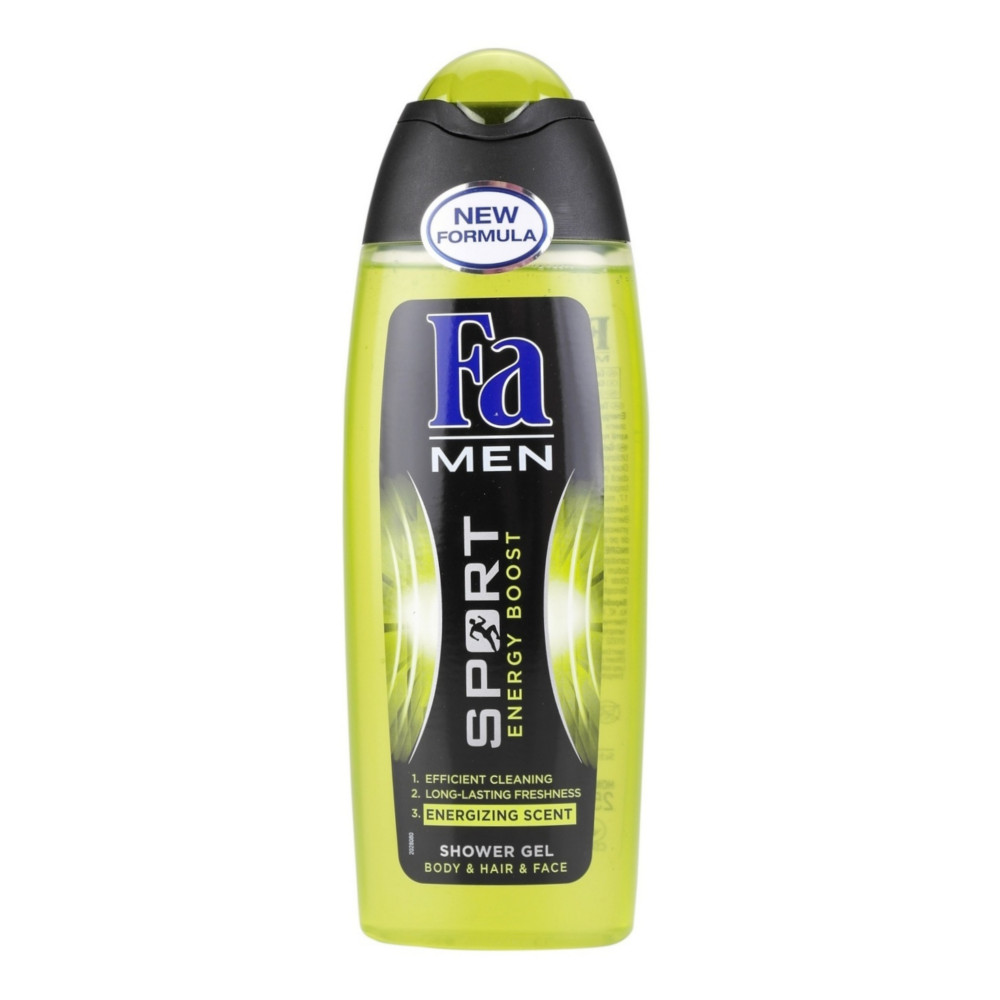 NEW
FORMULA
Fa
MEN
SPORT
ENERGY BOOST
1. EFFICIENT CLEANING
2. LONG-LASTING FRESHNESS
3. ENERGIZING SCENT
SHOWER GEL
BODY & HAIR & FACE